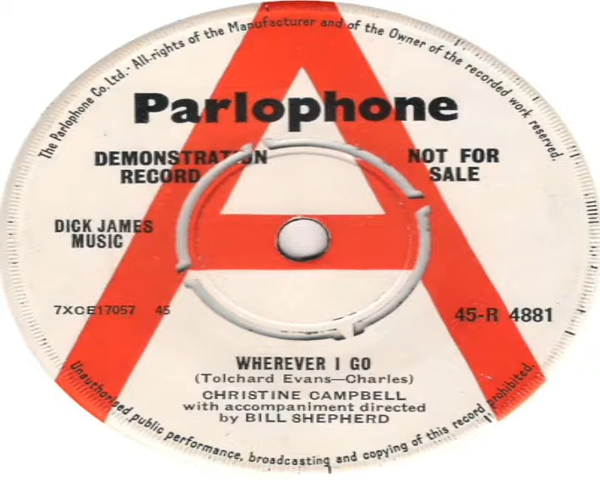 The Parlophone Co. Ltd.- All rights of the Manufacturer and of the Owner of the recorded work reserved.
Parlophone
DEMONSTRATION
RECORD
NOT FOR
SALE
DICK JAMES
MUSIC
7XCE17057 45
45-R 4881
WHEREVER I GO
(Tolchard Evans—Charles)
CHRISTINE CAMPBELL
with accompaniment directed
by BILL SHEPHERD
Unauthorised public performance, broadcasting and copying of this record prohibited.